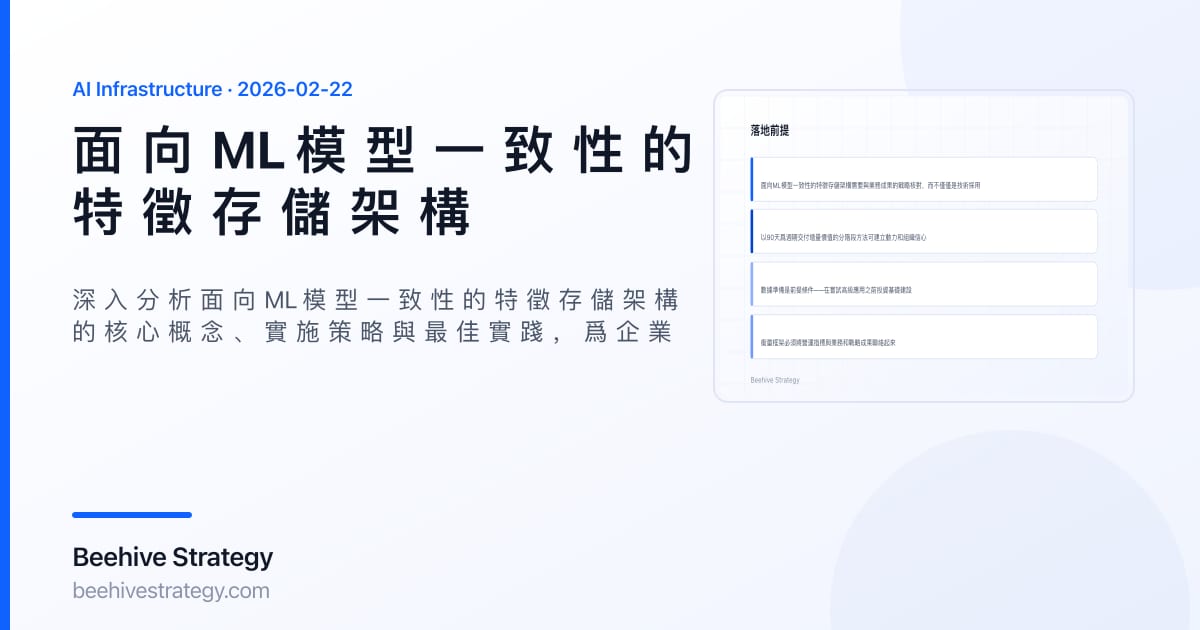 AI Infrastructure · 2026-02-22
面向ML模型一致性的
特徵存儲架構
深入分析面向ML模型一致性的特徵存儲架構
的核心概念、實施策略與最佳實踐，爲企業
落地前提
面向ML模型一致性的特徵存儲架構需要與業務成果的戰略核對，而不僅僅是技術採用
以90天爲週期交付增量價值的分階段方法可建立動力和組織信心
數據準備是前提條件——在嘗試高級應用之前投資基礎建設
衡量框架必須將營運指標與業務和戰略成果聯絡起來
Beehive Strategy
Beehive Strategy
beehivestrategy.com